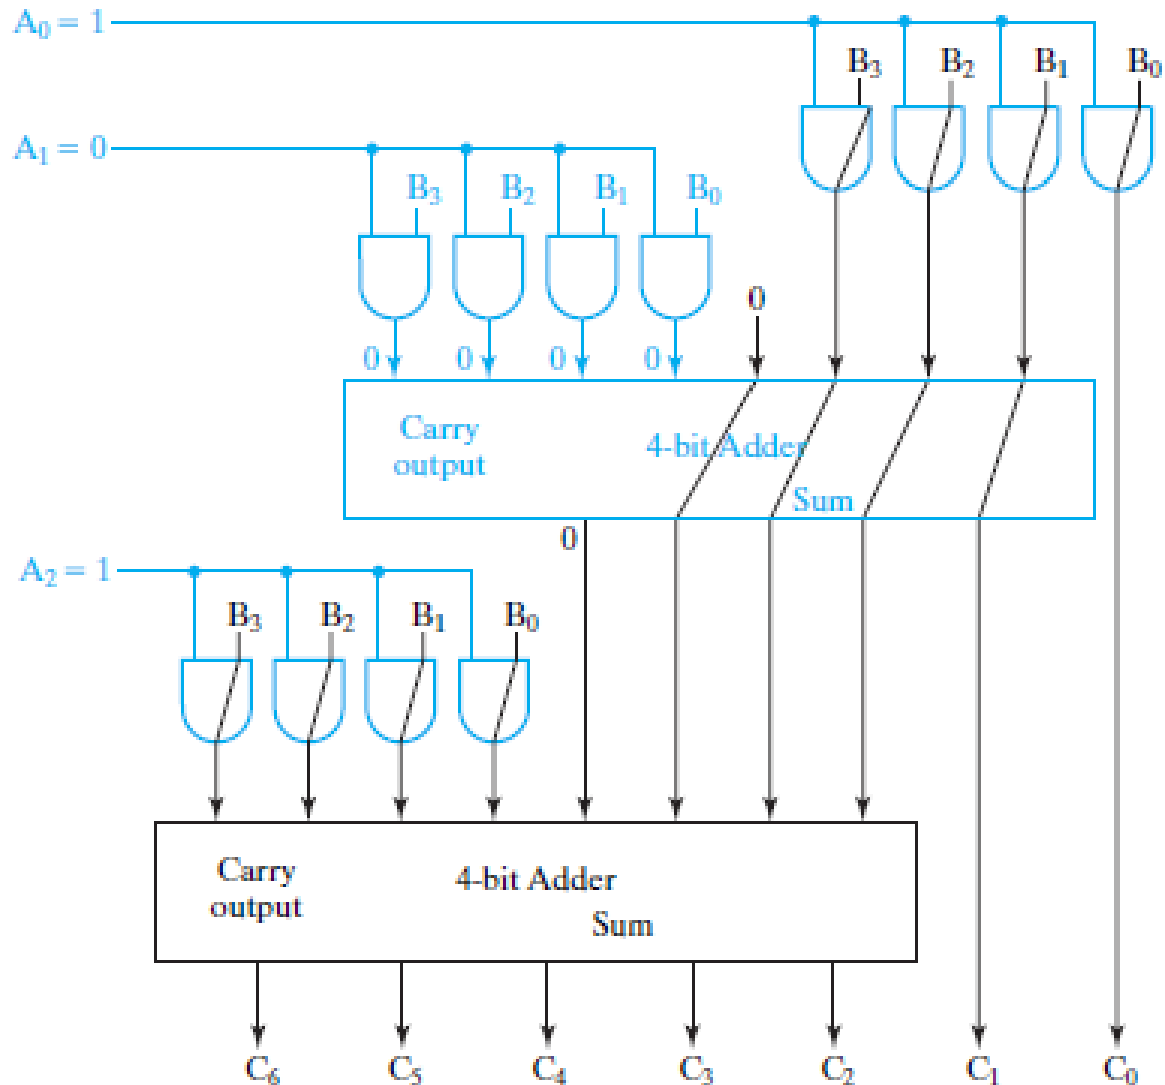 A₀ = 1
B₃ B₂ B₁ B₀
A₁ = 0
B₃ B₂ B₁ B₀
0
0 0 0 0
Carry
output
4-bit Adder
Sum
0
A₂ = 1
B₃ B₂ B₁ B₀
Carry
output
4-bit Adder
Sum
C₆ C₅ C₄ C₃ C₂ C₁ C₀